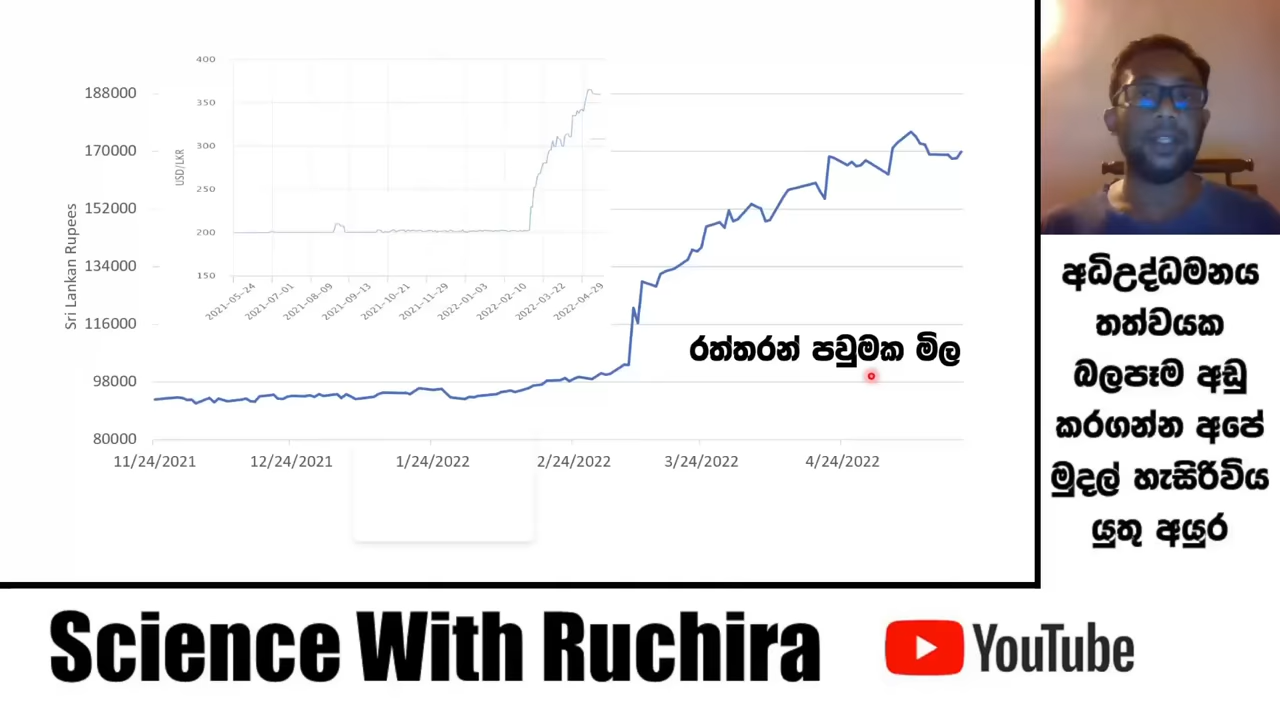 400
350
300
250
200
150
USD/LKR
2021-05-24
2021-07-01
2021-08-09
2021-09-13
2021-10-21
2021-11-29
2022-01-03
2022-02-10
2022-03-22
2022-04-29
188000
170000
152000
134000
116000
98000
80000
Sri Lankan Rupees
11/24/2021
12/24/2021
1/24/2022
2/24/2022
3/24/2022
4/24/2022
රත්තරන් පවුමක මිල
අධිඋද්ධමනය
තත්වයක
බලපෑම අඩු
කරගන්න අපේ
මුදල් හැසිරිවිය
යුතු අයුර
Science With Ruchira
YouTube